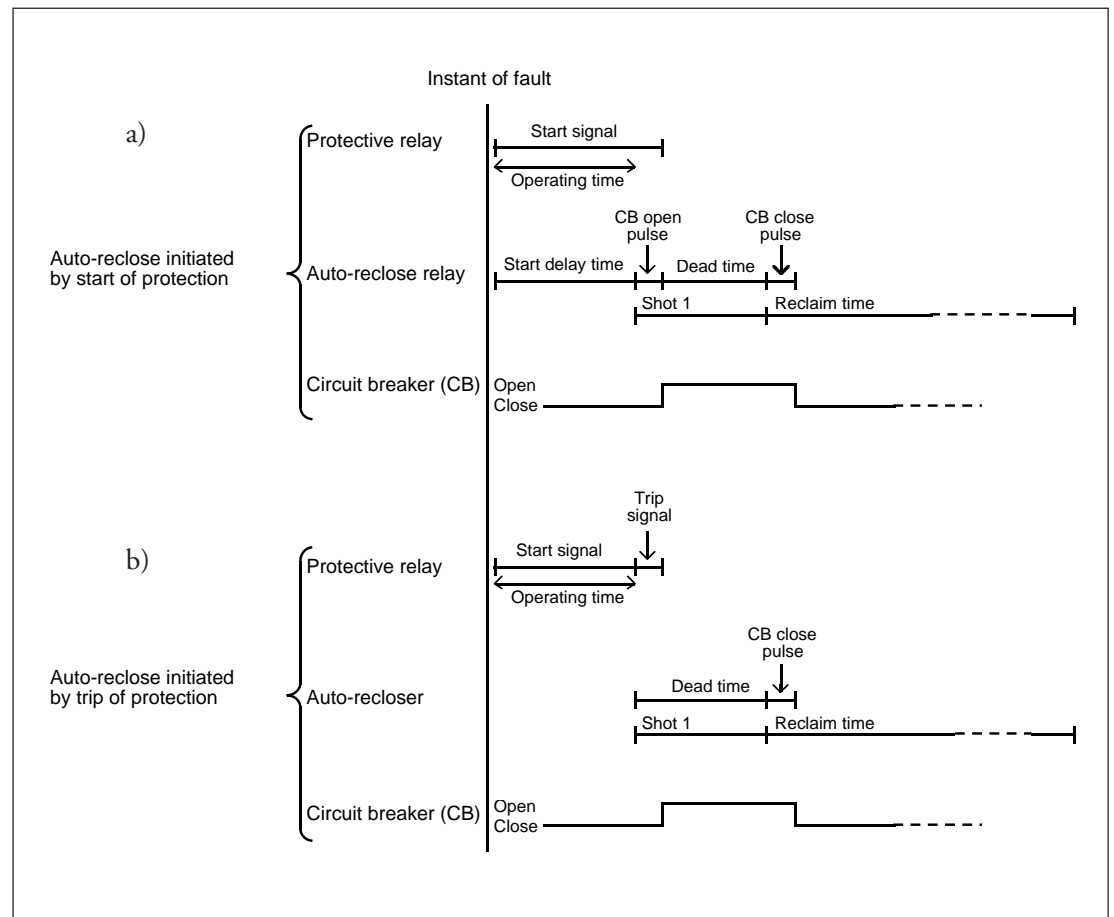 Instant of fault
a)
Protective relay
Start signal
Operating time
CB open
pulse
CB close
pulse
Auto-reclose initiated
by start of protection
Auto-reclose relay
Start delay time
Dead time
Shot 1
Reclaim time
Circuit breaker (CB)
Open
Close
Trip
signal
b)
Protective relay
Start signal
Operating time
CB close
pulse
Auto-reclose initiated
by trip of protection
Auto-recloser
Dead time
Shot 1
Reclaim time
Circuit breaker (CB)
Open
Close